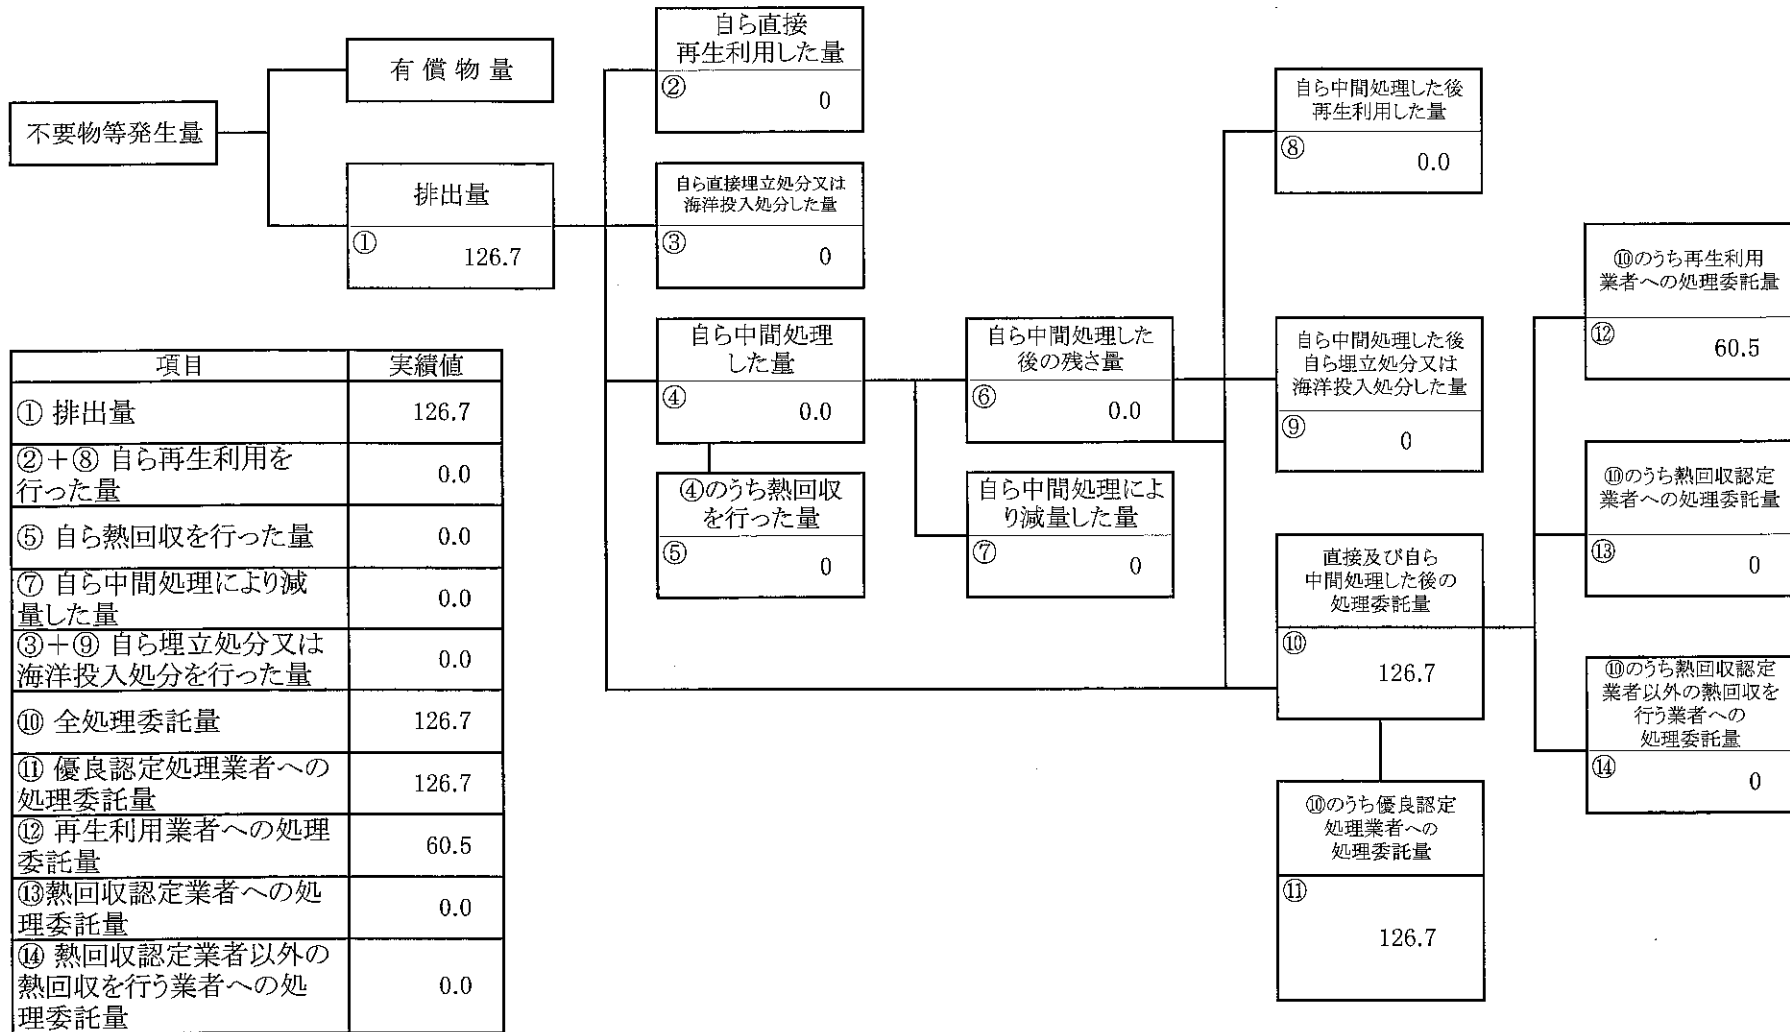 不要物等発生量
有償物量
排出量
①
126.7
自ら直接
再生利用した量
②
0
自ら直接埋立処分又は
海洋投入処分した量
③
0
自ら中間処理
した量
④
0.0
④のうち熱回収
を行った量
⑤
0
自ら中間処理した
後の残さ量
⑥
0.0
自ら中間処理によ
り減量した量
⑦
0
自ら中間処理した後
再生利用した量
⑧
0.0
自ら中間処理した後
自ら埋立処分又は
海洋投入処分した量
⑨
0
直接及び自ら
中間処理した後の
処理委託量
⑩
126.7
⑩のうち優良認定
処理業者への
処理委託量
⑪
126.7
⑩のうち再生利用
業者への処理委託量
⑫
60.5
⑩のうち熱回収認定
業者への処理委託量
⑬
0
⑩のうち熱回収認定
業者以外の熱回収を
行う業者への
処理委託量
⑭
0
項目 実績値
① 排出量 126.7
②+⑧ 自ら再生利用を
行った量 0.0
⑤ 自ら熱回収を行った量 0.0
⑦ 自ら中間処理により減
量した量 0.0
③+⑨ 自ら埋立処分又は
海洋投入処分を行った量 0.0
⑩ 全処理委託量 126.7
⑪ 優良認定処理業者への
処理委託量 126.7
⑫ 再生利用業者への処理
委託量 60.5
⑬熱回収認定業者への処
理委託量 0.0
⑭ 熱回収認定業者以外の
熱回収を行う業者への処
理委託量 0.0